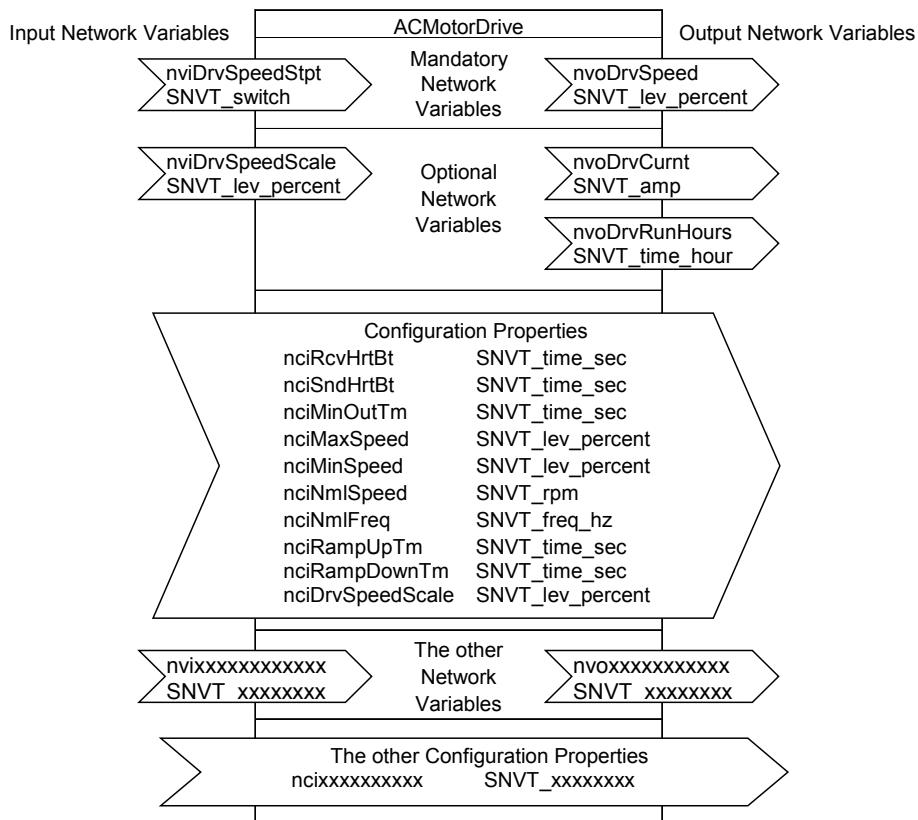 ACMotorDrive
Input Network Variables
Output Network Variables
Mandatory
Network
Variables
nviDrvSpeedStpt
SNVT_switch
nvoDrvSpeed
SNVT_lev_percent
Optional
Network
Variables
nviDrvSpeedScale
SNVT_lev_percent
nvoDrvCurnt
SNVT_amp
nvoDrvRunHours
SNVT_time_hour
Configuration Properties
nciRcvHrtBt SNVT_time_sec
nciSndHrtBt SNVT_time_sec
nciMinOutTm SNVT_time_sec
nciMaxSpeed SNVT_lev_percent
nciMinSpeed SNVT_lev_percent
nciNmlSpeed SNVT_rpm
nciNmlFreq SNVT_freq_hz
nciRampUpTm SNVT_time_sec
nciRampDownTm SNVT_time_sec
nciDrvSpeedScale SNVT_lev_percent
The other
Network
Variables
nvixxxxxxxxxxxx
SNVT_xxxxxxxx
nvoxxxxxxxxxxx
SNVT_xxxxxxxx
The other Configuration Properties
ncixxxxxxxxxx SNVT_xxxxxxxx